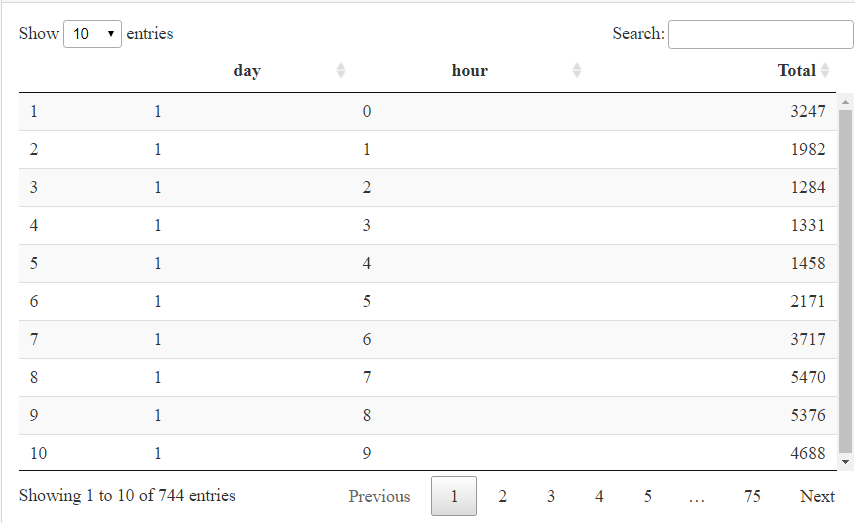 Show 10 entries Search:
day hour Total
1 1 0 3247
2 1 1 1982
3 1 2 1284
4 1 3 1331
5 1 4 1458
6 1 5 2171
7 1 6 3717
8 1 7 5470
9 1 8 5376
10 1 9 4688
Showing 1 to 10 of 744 entries Previous 1 2 3 4 5 … 75 Next